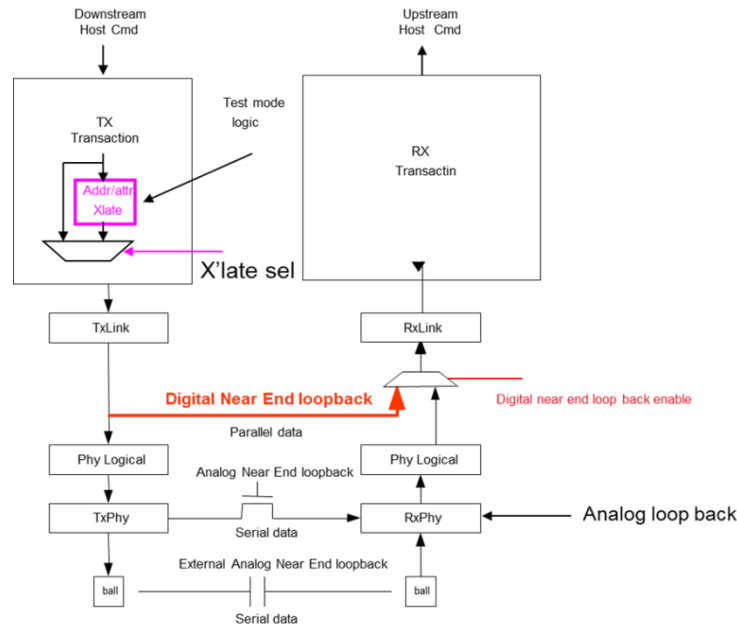 Downstream
Host Cmd
Upstream
Host Cmd
TX
Transaction
Test mode
logic
RX
Transactin
Addr/attr
Xlate
X'late sel
TxLink
RxLink
Digital Near End loopback
Digital near end loop back enable
Parallel data
Phy Logical
Phy Logical
Analog Near End loopback
TxPhy
RxPhy
Analog loop back
Serial data
External Analog Near End loopback
ball
ball
Serial data